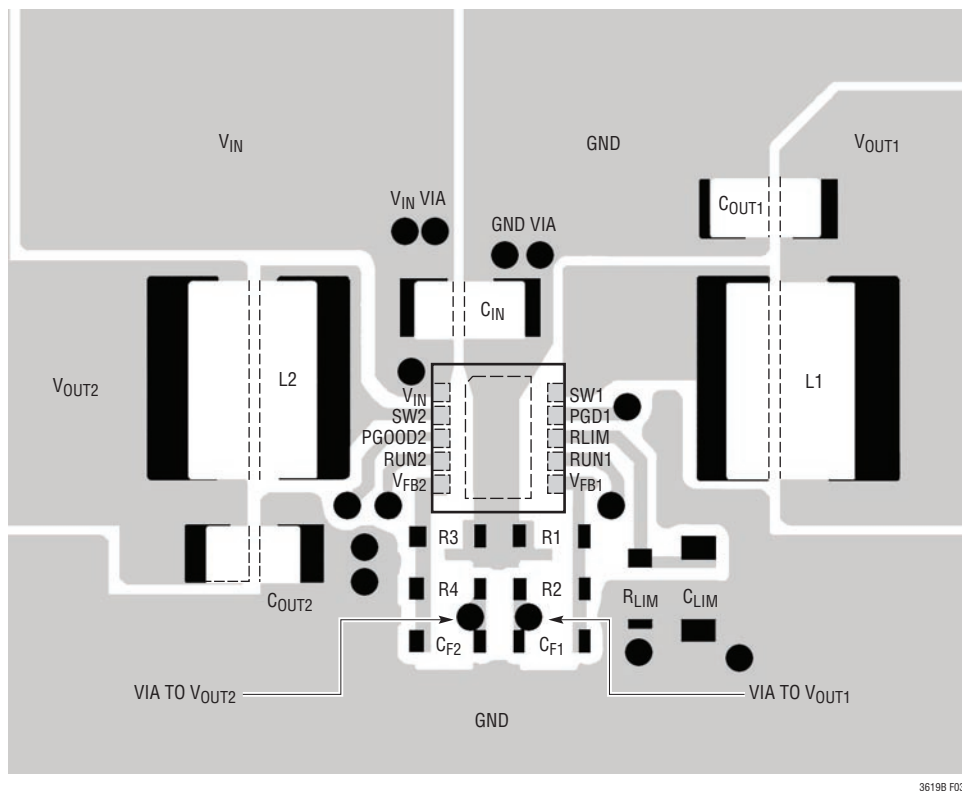 VIN
GND
VOUT1
COUT1
VIN VIA
GND VIA
CIN
VOUT2
L2
L1
VIN
SW2
PGOOD2
RUN2
VFB2
SW1
PGD1
RLIM
RUN1
VFB1
R3
R1
R4
R2
COUT2
RLIM
CLIM
CF2
CF1
VIA TO VOUT2
VIA TO VOUT1
GND
3619B F03